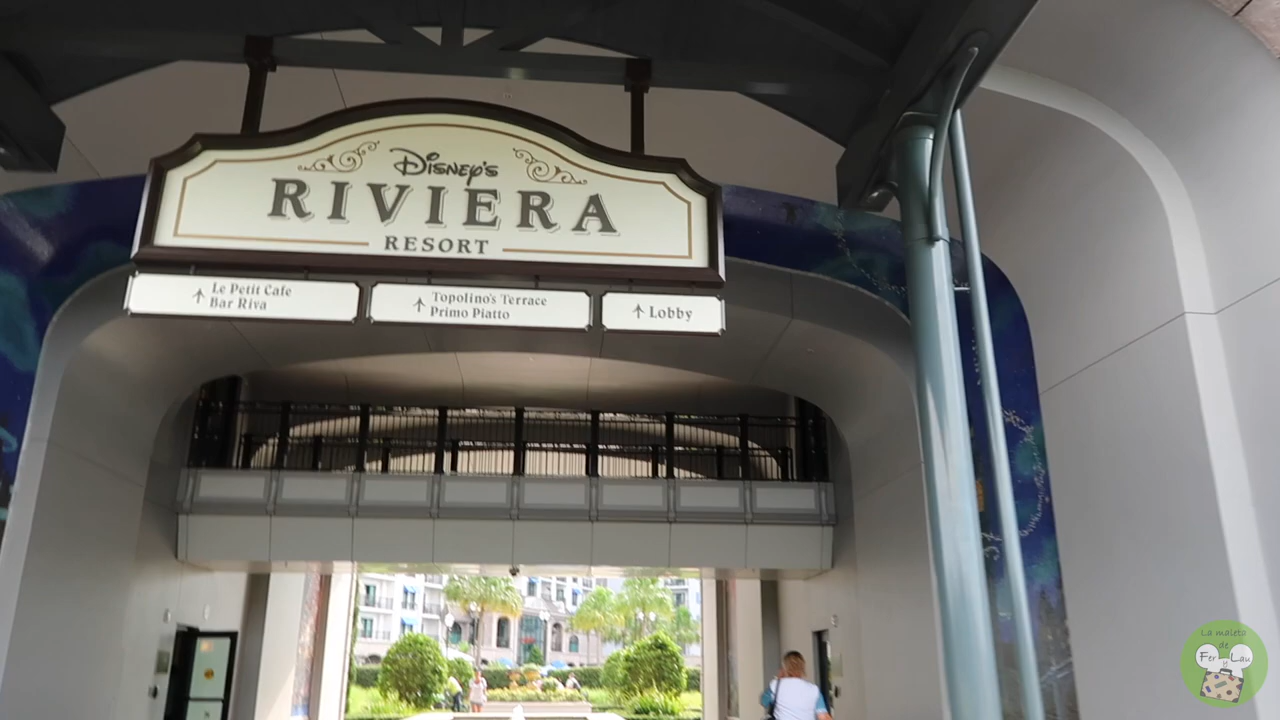 Disney's
RIVIERA
RESORT
↑ Le Petit Cafe
Bar Riva
↑ Topolino's Terrace
Primo Piatto
↑ Lobby
La maleta
de
Fer y Lau